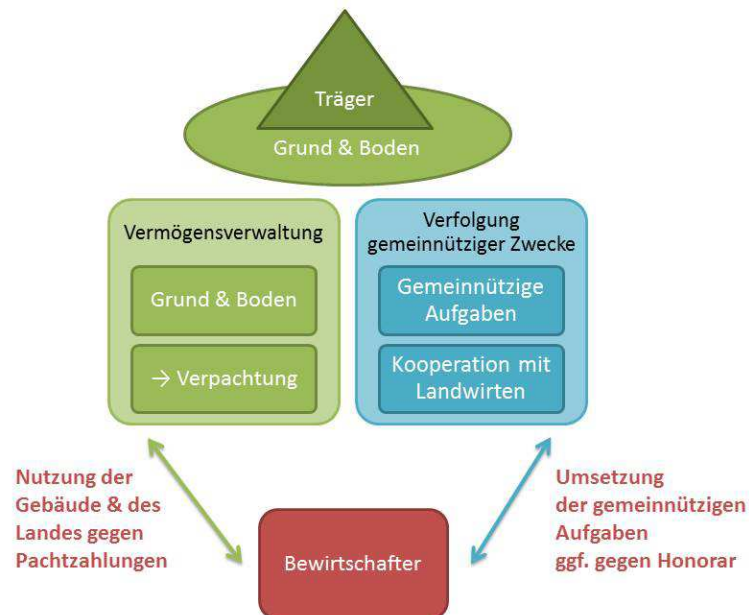 Träger
Grund & Boden
Vermögensverwaltung
Grund & Boden
→ Verpachtung
Verfolgung
gemeinnütziger Zwecke
Gemeinnützige
Aufgaben
Kooperation mit
Landwirten
Nutzung der
Gebäude & des
Landes gegen
Pachtzahlungen
Bewirtschafter
Umsetzung
der gemeinnützigen
Aufgaben
ggf. gegen Honorar